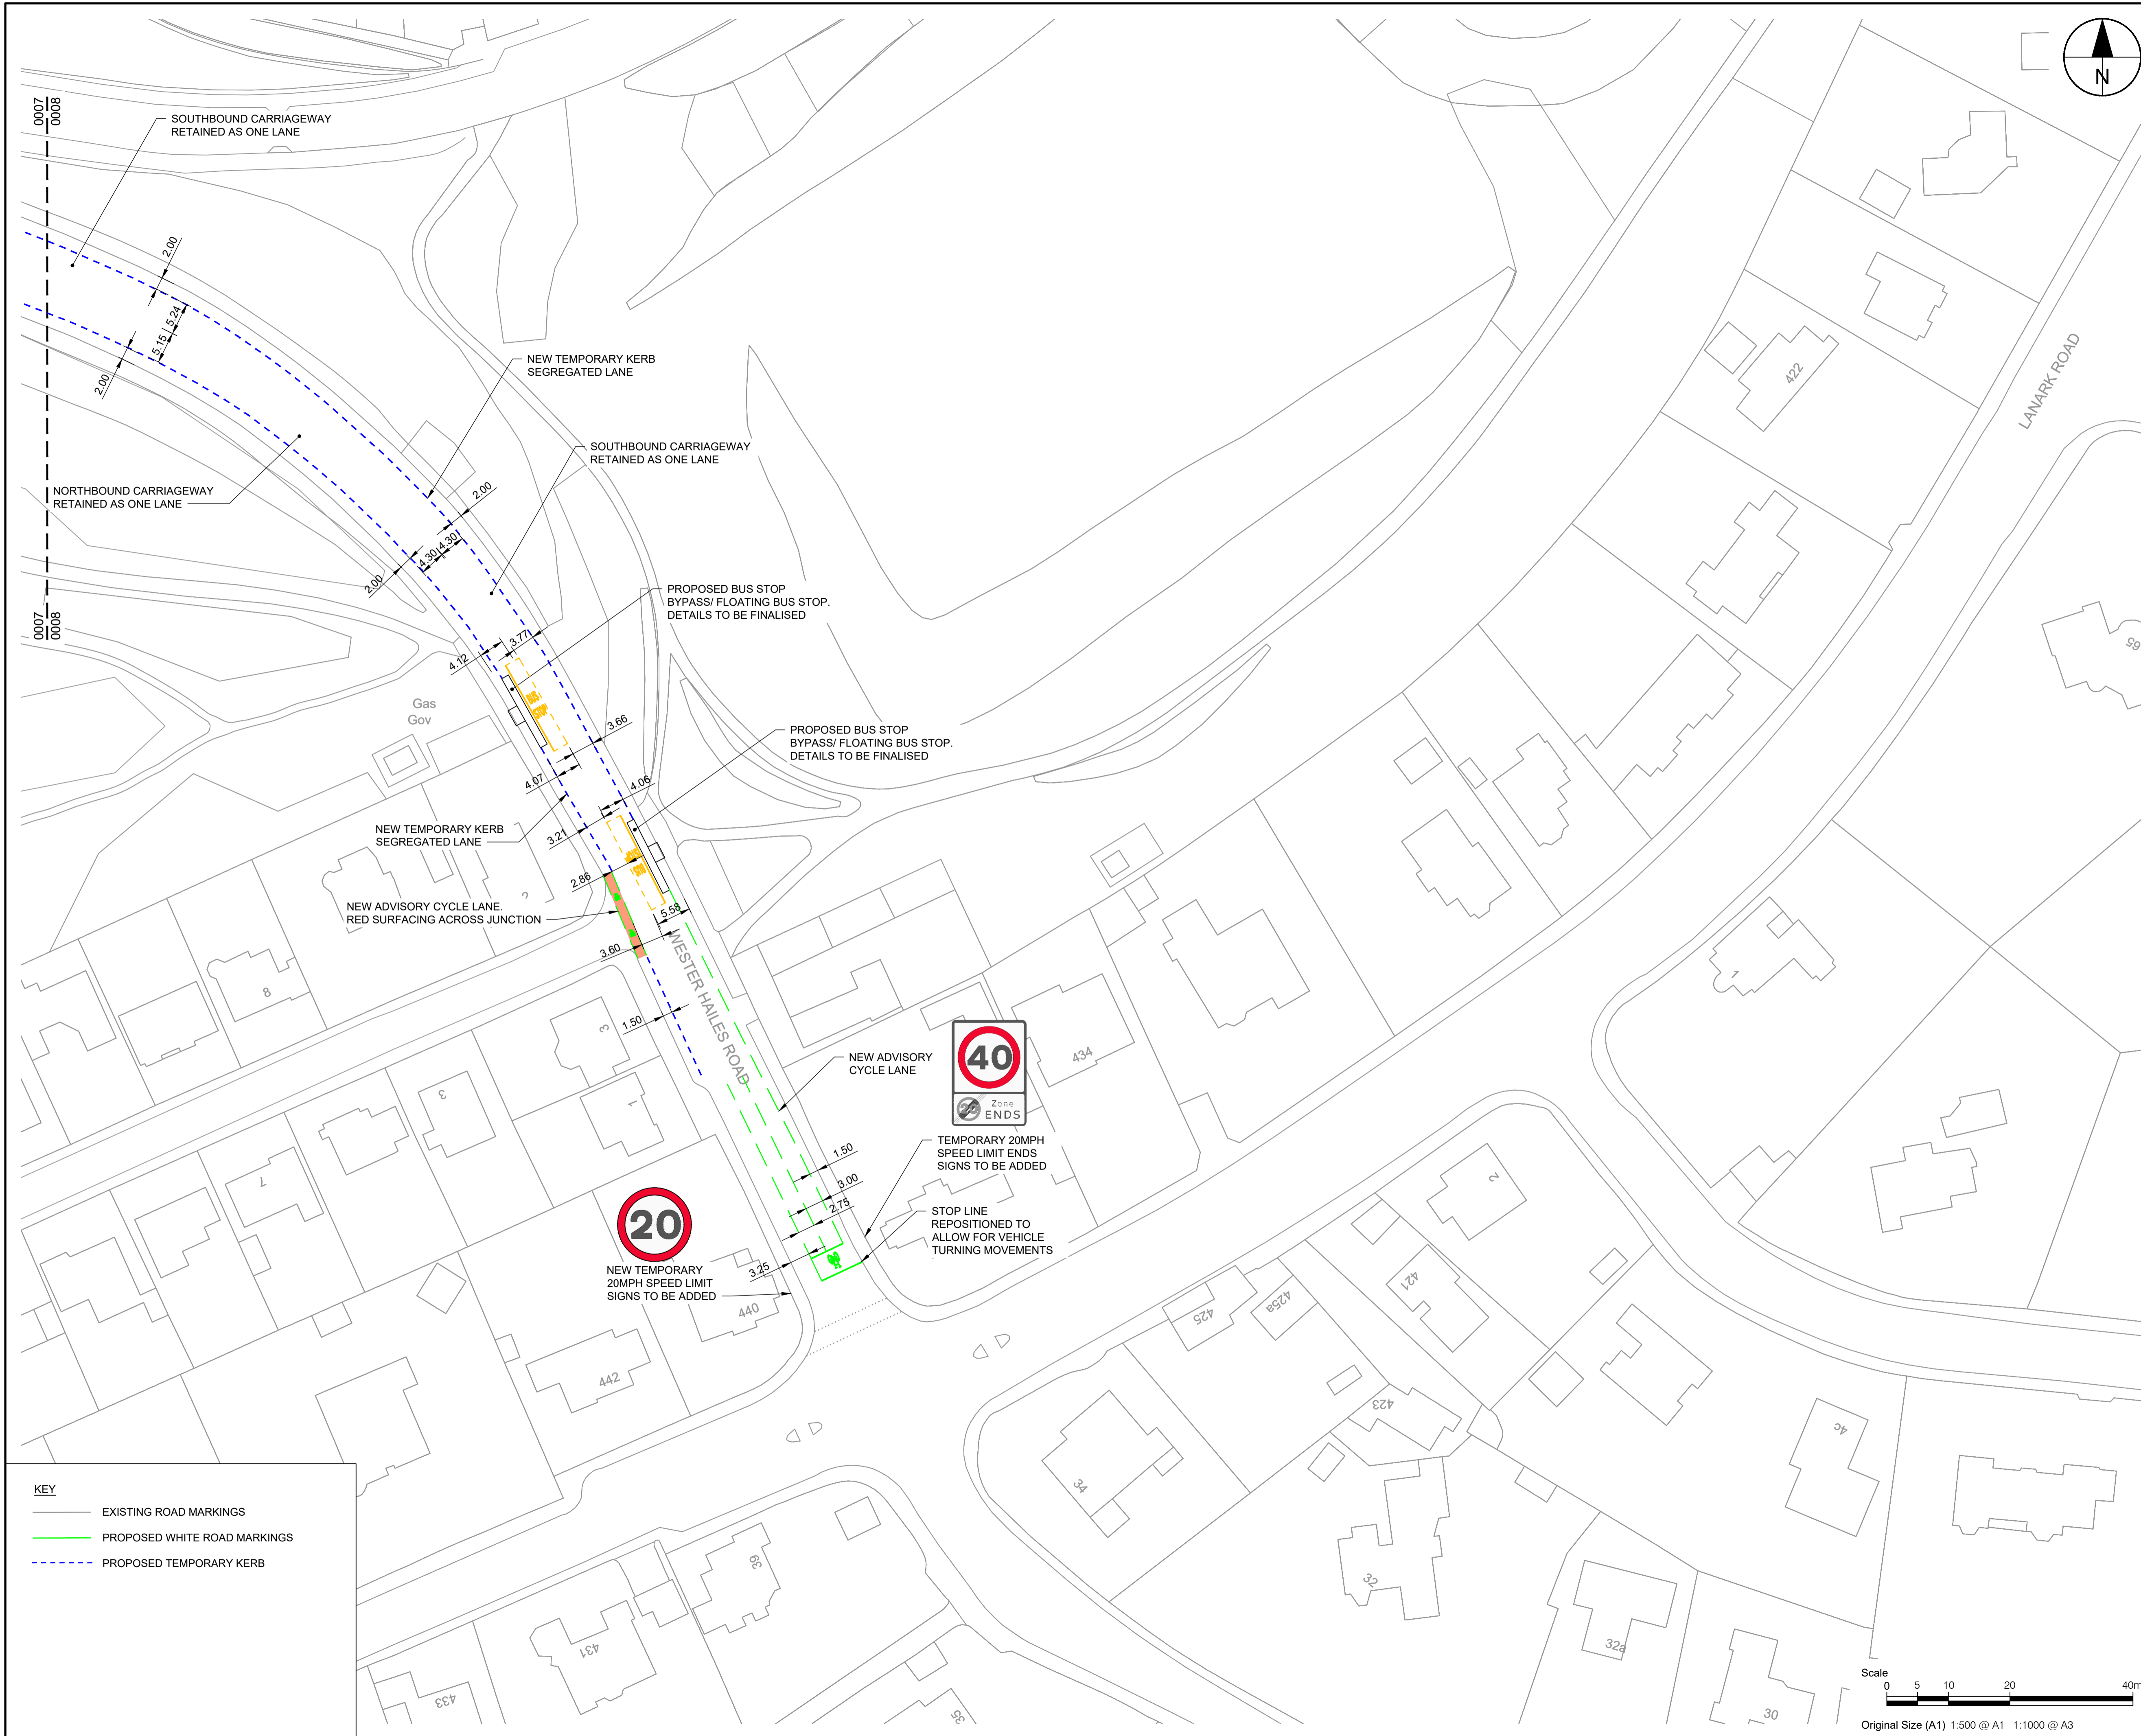 0007
0008
SOUTHBOUND CARRIAGEWAY
RETAINED AS ONE LANE
N
2.00
5.24
5.15
2.00
NEW TEMPORARY KERB
SEGREGATED LANE
422
LANARK ROAD
SOUTHBOUND CARRIAGEWAY
RETAINED AS ONE LANE
NORTHBOUND CARRIAGEWAY
RETAINED AS ONE LANE
2.00
4.30
4.30
2.00
0007
0008
PROPOSED BUS STOP
BYPASS/ FLOATING BUS STOP.
DETAILS TO BE FINALISED
3.77
4.12
65
BUS
STOP
Gas
Gov
3.66
PROPOSED BUS STOP
BYPASS/ FLOATING BUS STOP.
DETAILS TO BE FINALISED
4.07
4.06
NEW TEMPORARY KERB
SEGREGATED LANE
3.21
BUS
STOP
2.86
2
NEW ADVISORY CYCLE LANE.
RED SURFACING ACROSS JUNCTION
5.58
3.60
WESTER HAILES ROAD
8
1
3
1.50
NEW ADVISORY
CYCLE LANE
40
Zone
ENDS
434
3
1
TEMPORARY 20MPH
SPEED LIMIT ENDS
SIGNS TO BE ADDED
1.50
3.00
2.75
7
2
20
STOP LINE
REPOSITIONED TO
ALLOW FOR VEHICLE
TURNING MOVEMENTS
NEW TEMPORARY
20MPH SPEED LIMIT
SIGNS TO BE ADDED
3.25
440
421
425
425a
442
423
4c
34
KEY
EXISTING ROAD MARKINGS
PROPOSED WHITE ROAD MARKINGS
PROPOSED TEMPORARY KERB
39
32
431
32a
433
35
30
Scale
0 5 10 20 40m
Original Size (A1) 1:500 @ A1 1:1000 @ A3